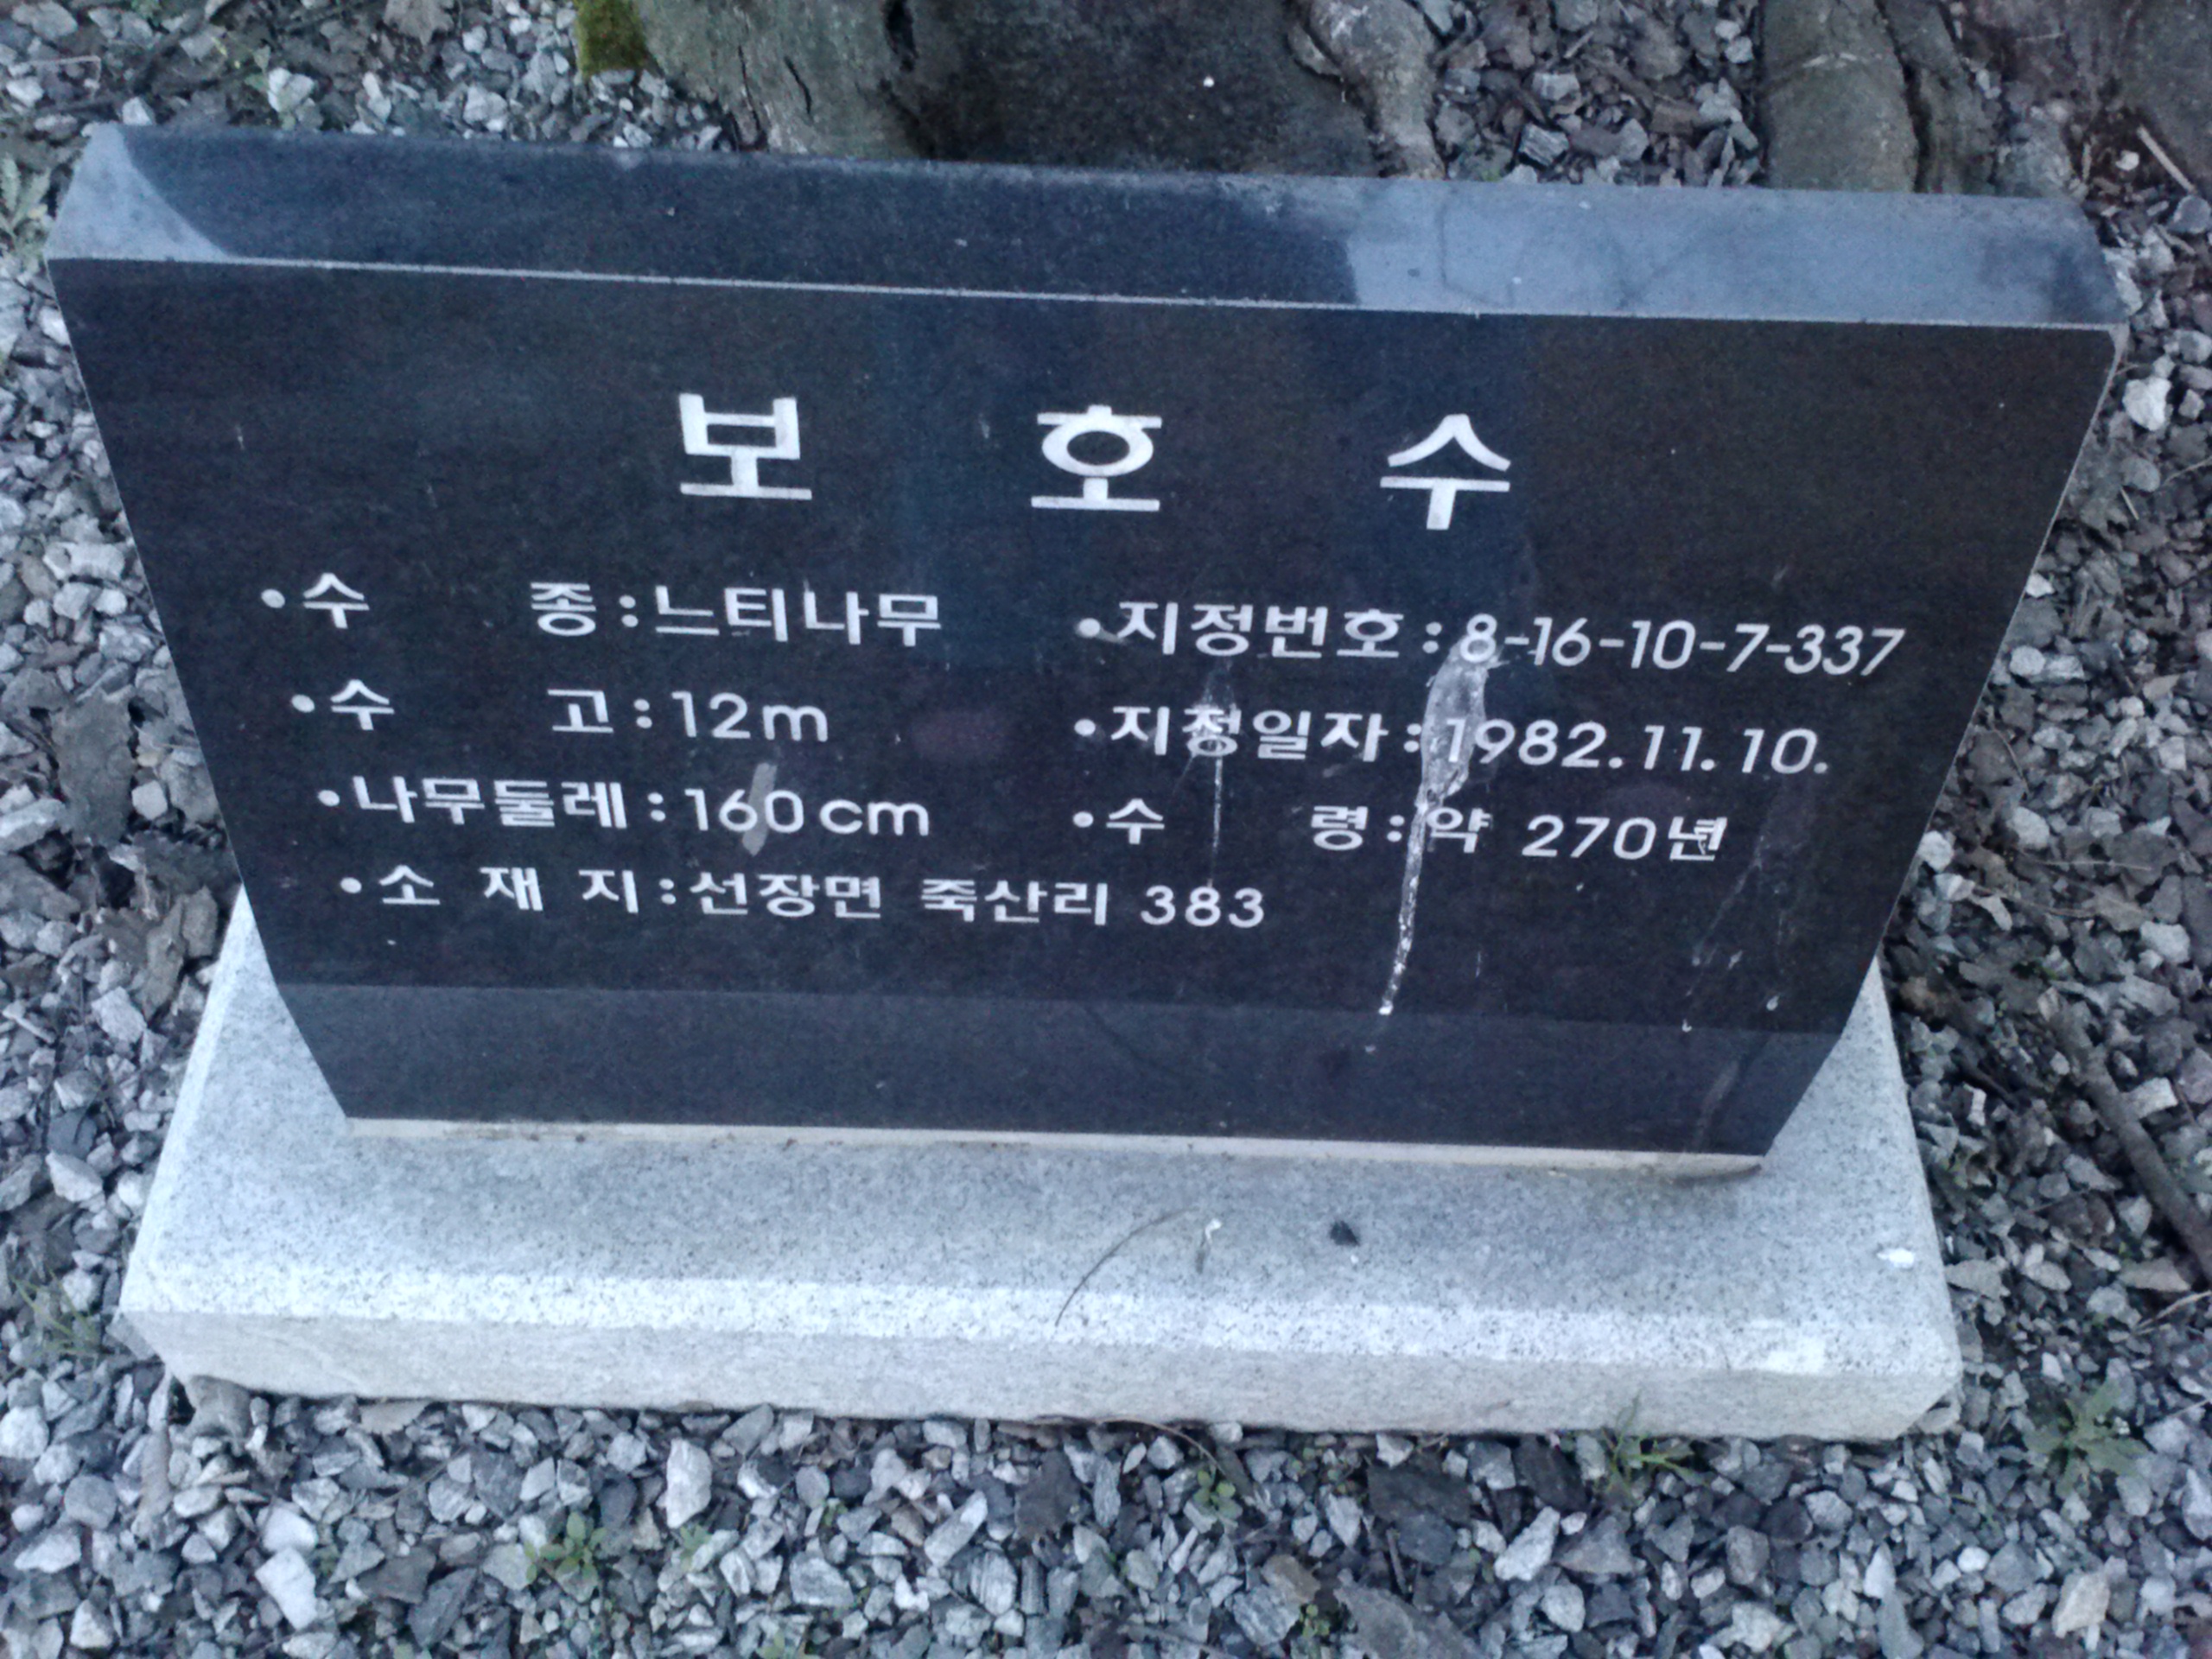 보 호 수
•수 종:느티나무 •지정번호:8-16-10-7-337
•수 고:12m •지정일자:1982.11.10.
•나무둘레:160cm •수 령:약 270년
•소 재 지:선장면 죽산리 383